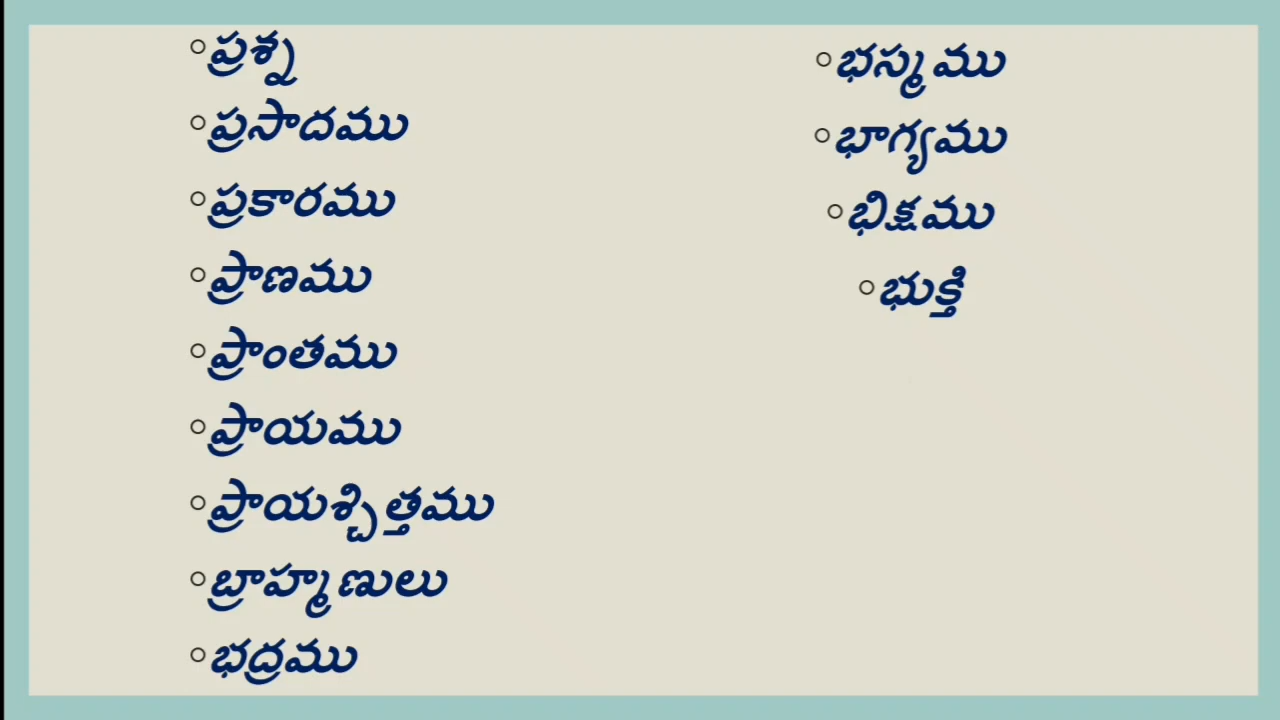 ◦ప్రశ్న
◦ప్రసాదము
◦ప్రకారము
◦ప్రాణము
◦ప్రాంతము
◦ప్రాయము
◦ప్రాయశ్చిత్తము
◦బ్రాహ్మణులు
◦భద్రము
◦భస్మము
◦భాగ్యము
◦భిక్షము
◦భుక్తి